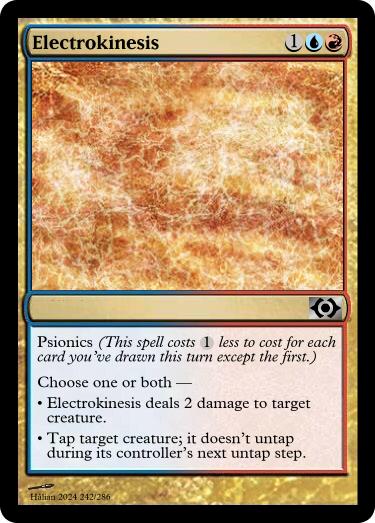 Electrokinesis 1
Psionics (This spell costs 1 less to cost for each
card you've drawn this turn except the first.)
Choose one or both —
• Electrokinesis deals 2 damage to target
creature.
• Tap target creature; it doesn't untap
during its controller's next untap step.
Hálian 2024 242/286